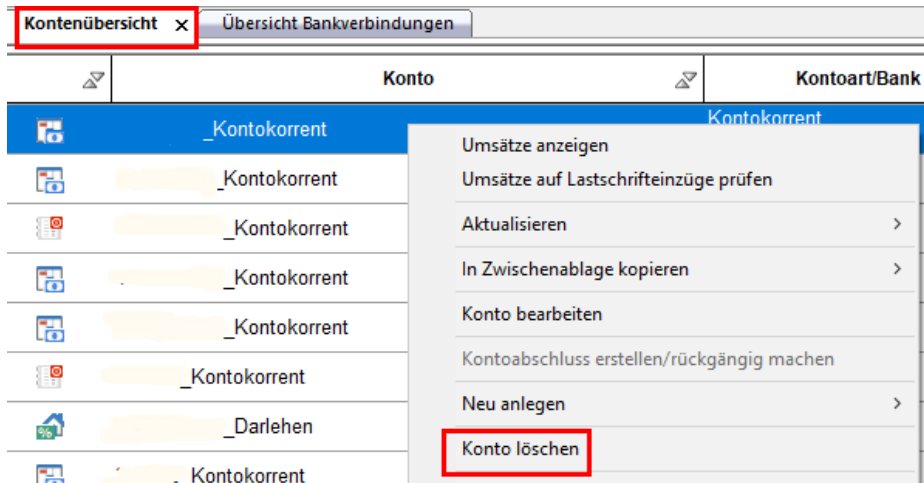 Kontenübersicht x Übersicht Bankverbindungen
Konto Kontoart/Bank
_Kontokorrent Kontokorrent
Umsätze anzeigen
_Kontokorrent Umsätze auf Lastschrifteinzüge prüfen
_Kontokorrent Aktualisieren >
_Kontokorrent In Zwischenablage kopieren >
_Kontokorrent Konto bearbeiten
Kontoabschluss erstellen/rückgängig machen
_Kontokorrent
Neu anlegen >
_Darlehen
Konto löschen
_Kontokorrent